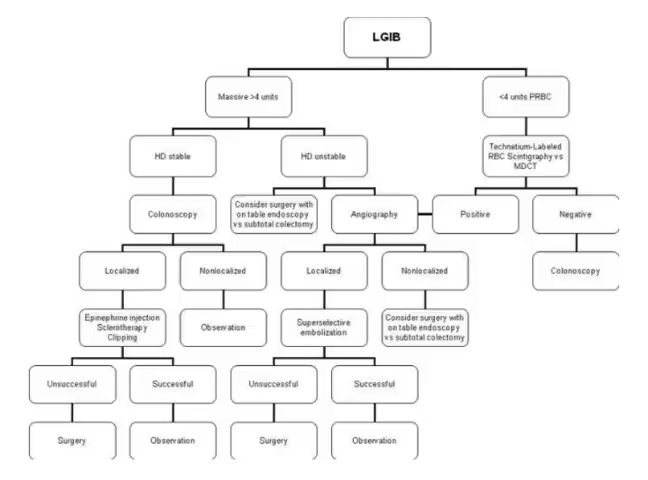 LGIB
Massive >4 units
<4 units PRBC
HD stable
HD unstable
Technetium-Labeled
RBC Scintigraphy vs
MDCT
Colonoscopy
Consider surgery with
on table endoscopy
vs subtotal colectomy
Angiography
Positive
Negative
Localized
Nonlocalized
Localized
Nonlocalized
Colonoscopy
Epinephrine injection
Sclerotherapy
Clipping
Observation
Superselective
embolization
Consider surgery with
on table endoscopy
vs subtotal colectomy
Unsuccessful
Successful
Unsuccessful
Successful
Surgery
Observation
Surgery
Observation